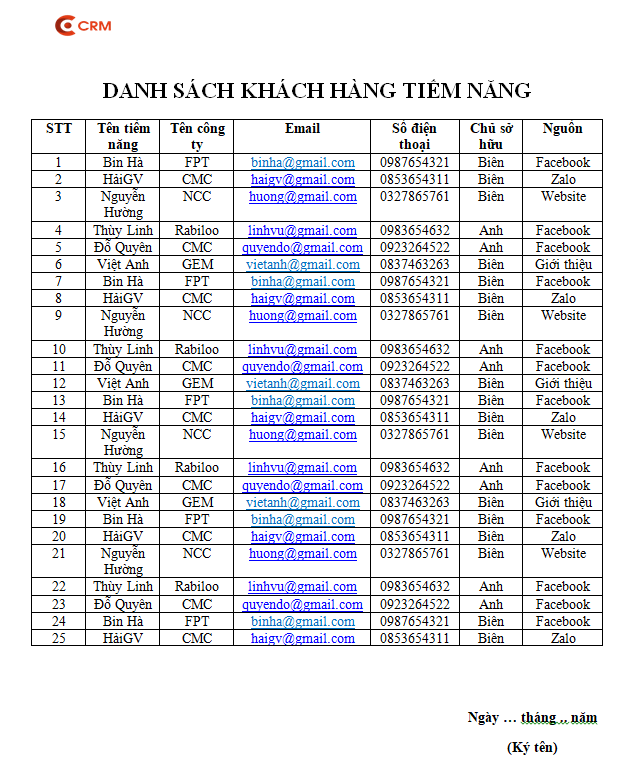 CRM
DANH SÁCH KHÁCH HÀNG TIỀM NĂNG
STT Tên tiềm năng Tên công ty Email Số điện thoại Chủ sở hữu Nguồn
1 Bin Hà FPT binha@gmail.com 0987654321 Biên Facebook
2 HảiGV CMC haigv@gmail.com 0853654311 Biên Zalo
3 Nguyễn Hường NCC huong@gmail.com 0327865761 Biên Website
4 Thùy Linh Rabiloo linhvu@gmail.com 0983654632 Anh Facebook
5 Đỗ Quyên CMC quyendo@gmail.com 0923264522 Anh Facebook
6 Việt Anh GEM vietanh@gmail.com 0837463263 Biên Giới thiệu
7 Bin Hà FPT binha@gmail.com 0987654321 Biên Facebook
8 HảiGV CMC haigv@gmail.com 0853654311 Biên Zalo
9 Nguyễn Hường NCC huong@gmail.com 0327865761 Biên Website
10 Thùy Linh Rabiloo linhvu@gmail.com 0983654632 Anh Facebook
11 Đỗ Quyên CMC quyendo@gmail.com 0923264522 Anh Facebook
12 Việt Anh GEM vietanh@gmail.com 0837463263 Biên Giới thiệu
13 Bin Hà FPT binha@gmail.com 0987654321 Biên Facebook
14 HảiGV CMC haigv@gmail.com 0853654311 Biên Zalo
15 Nguyễn Hường NCC huong@gmail.com 0327865761 Biên Website
16 Thùy Linh Rabiloo linhvu@gmail.com 0983654632 Anh Facebook
17 Đỗ Quyên CMC quyendo@gmail.com 0923264522 Anh Facebook
18 Việt Anh GEM vietanh@gmail.com 0837463263 Biên Giới thiệu
19 Bin Hà FPT binha@gmail.com 0987654321 Biên Facebook
20 HảiGV CMC haigv@gmail.com 0853654311 Biên Zalo
21 Nguyễn Hường NCC huong@gmail.com 0327865761 Biên Website
22 Thùy Linh Rabiloo linhvu@gmail.com 0983654632 Anh Facebook
23 Đỗ Quyên CMC quyendo@gmail.com 0923264522 Anh Facebook
24 Bin Hà FPT binha@gmail.com 0987654321 Biên Facebook
25 HảiGV CMC haigv@gmail.com 0853654311 Biên Zalo
Ngày … tháng .. năm
(Ký tên)